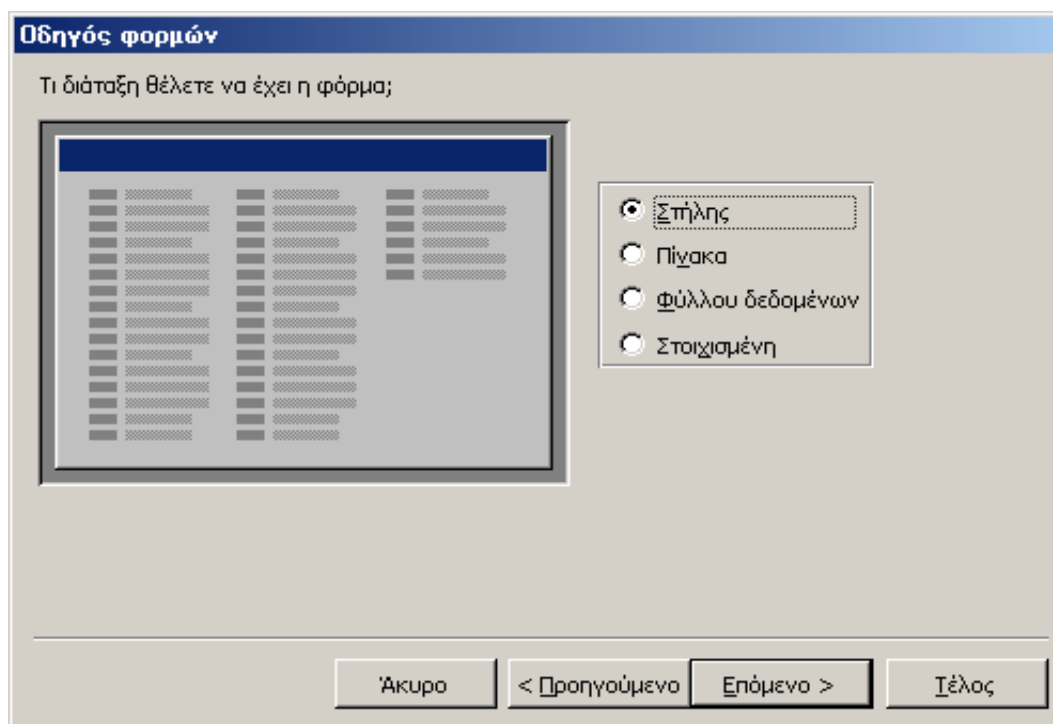 Οδηγός φορμών
Τι διάταξη θέλετε να έχει η φόρμα;
Στήλης
Πίνακα
Φύλλου δεδομένων
Στοιχισμένη
Άκυρο
< Προηγούμενο
Επόμενο >
Τέλος